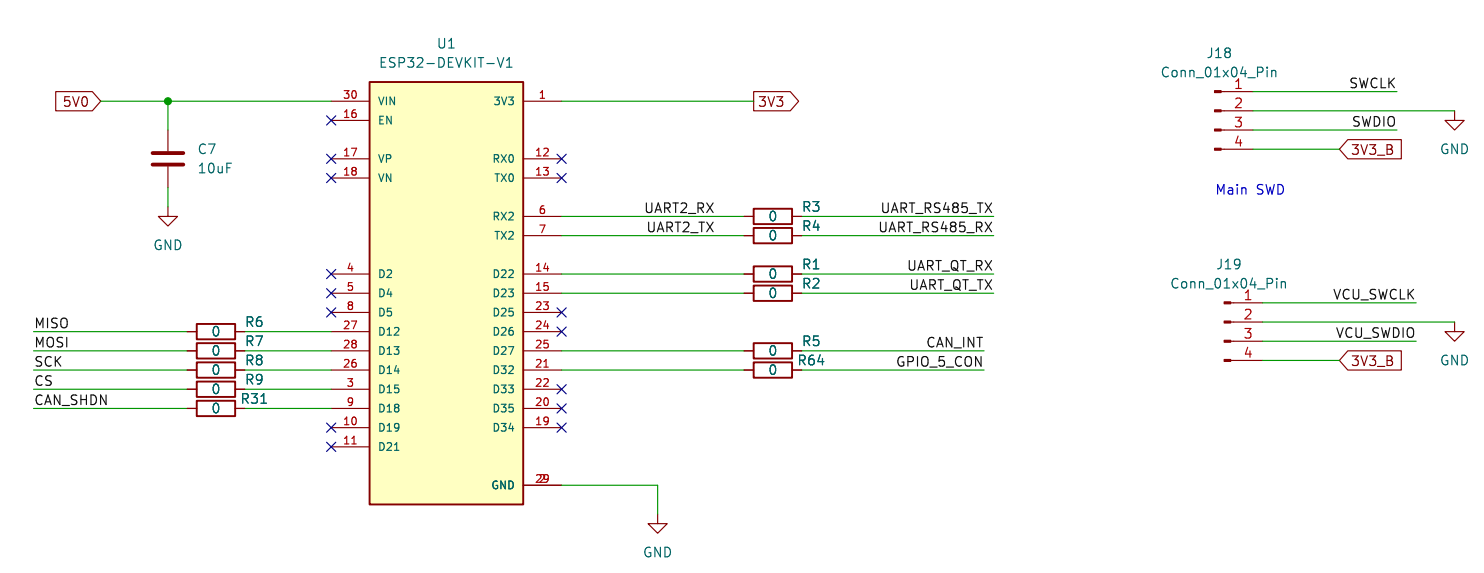 U1
ESP32-DEVKIT-V1
5V0
30 VIN
16 EN
17 VP
18 VN
4 D2
5 D4
8 D5
27 D12
28 D13
26 D14
3 D15
9 D18
10 D19
11 D21
3V3 1
RX0 12
TX0 13
RX2 6
TX2 7
D22 14
D23 15
D25 23
D26 24
D27 25
D32 21
D33 22
D35 20
D34 19
GND 29
C7
10uF
GND
MISO 0 R6
MOSI 0 R7
SCK 0 R8
CS 0 R9
CAN_SHDN 0 R31
3V3
UART2_RX 0 R3 UART_RS485_TX
UART2_TX 0 R4 UART_RS485_RX
0 R1 UART_QT_RX
0 R2 UART_QT_TX
0 R5 CAN_INT
0 R64 GPIO_5_CON
GND
J18
Conn_01x04_Pin
1 SWCLK
2
3 SWDIO
4 3V3_B
GND
Main SWD
J19
Conn_01x04_Pin
1 VCU_SWCLK
2
3 VCU_SWDIO
4 3V3_B
GND